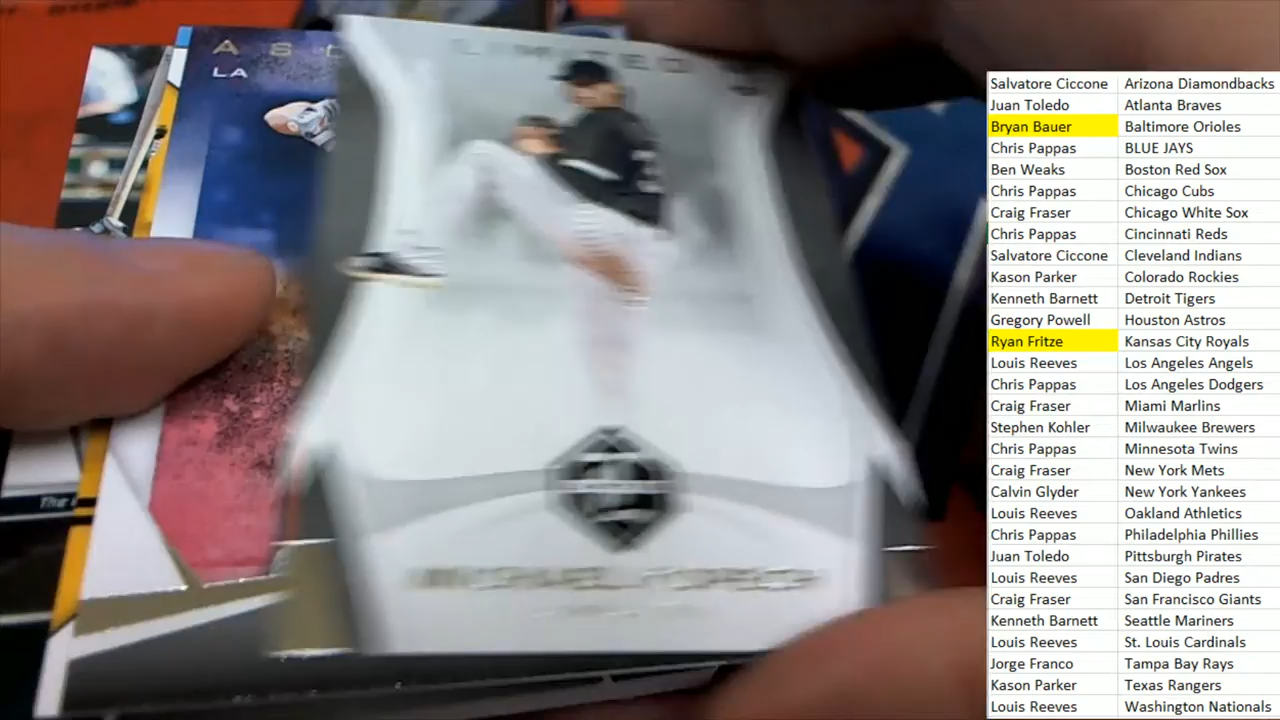 LIMITED
LA
MICHAEL KOPECH
The
Salvatore Ciccone Arizona Diamondbacks
Juan Toledo Atlanta Braves
Bryan Bauer Baltimore Orioles
Chris Pappas BLUE JAYS
Ben Weaks Boston Red Sox
Chris Pappas Chicago Cubs
Craig Fraser Chicago White Sox
Chris Pappas Cincinnati Reds
Salvatore Ciccone Cleveland Indians
Kason Parker Colorado Rockies
Kenneth Barnett Detroit Tigers
Gregory Powell Houston Astros
Ryan Fritze Kansas City Royals
Louis Reeves Los Angeles Angels
Chris Pappas Los Angeles Dodgers
Craig Fraser Miami Marlins
Stephen Kohler Milwaukee Brewers
Chris Pappas Minnesota Twins
Craig Fraser New York Mets
Calvin Glyder New York Yankees
Louis Reeves Oakland Athletics
Chris Pappas Philadelphia Phillies
Juan Toledo Pittsburgh Pirates
Louis Reeves San Diego Padres
Craig Fraser San Francisco Giants
Kenneth Barnett Seattle Mariners
Louis Reeves St. Louis Cardinals
Jorge Franco Tampa Bay Rays
Kason Parker Texas Rangers
Louis Reeves Washington Nationals